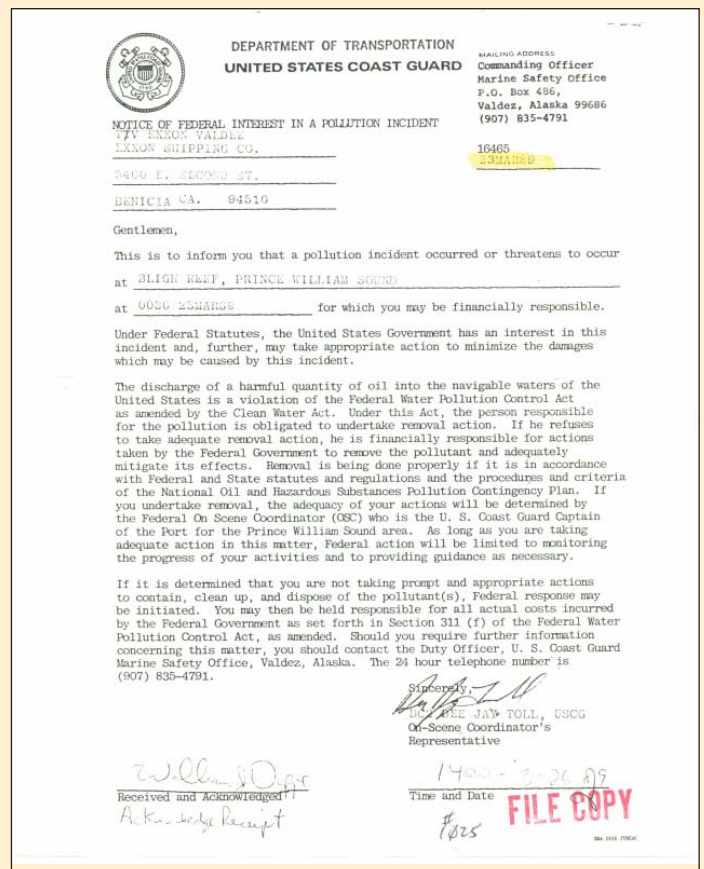 DEPARTMENT OF TRANSPORTATION
UNITED STATES COAST GUARD
MAILING ADDRESS
Commanding Officer
Marine Safety Office
P.O. Box 486,
Valdez, Alaska 99686
(907) 835-4791
NOTICE OF FEDERAL INTEREST IN A POLLUTION INCIDENT
T/V EXXON VALDEZ
EXXON SHIPPING CO.
16465
23MAR89
3400 E. SECOND ST.
BENICIA CA. 94510
Gentlemen,
This is to inform you that a pollution incident occurred or threatens to occur
at BLIGH REEF, PRINCE WILLIAM SOUND
at 0030 23MAR89 for which you may be financially responsible.
Under Federal Statutes, the United States Government has an interest in this
incident and, further, may take appropriate action to minimize the damages
which may be caused by this incident.
The discharge of a harmful quantity of oil into the navigable waters of the
United States is a violation of the Federal Water Pollution Control Act
as amended by the Clean Water Act. Under this Act, the person responsible
for the pollution is obligated to undertake removal action. If he refuses
to take adequate removal action, he is financially responsible for actions
taken by the Federal Government to remove the pollutant and adequately
mitigate its effects. Removal is being done properly if it is in accordance
with Federal and State statutes and regulations and the procedures and criteria
of the National Oil and Hazardous Substances Pollution Contingency Plan. If
you undertake removal, the adequacy of your actions will be determined by
the Federal On Scene Coordinator (OSC) who is the U. S. Coast Guard Captain
of the Port for the Prince William Sound area. As long as you are taking
adequate action in this matter, Federal action will be limited to monitoring
the progress of your activities and to providing guidance as necessary.
If it is determined that you are not taking prompt and appropriate actions
to contain, clean up, and dispose of the pollutant(s), Federal response may
be initiated. You may then be held responsible for all actual costs incurred
by the Federal Government as set forth in Section 311 (f) of the Federal Water
Pollution Control Act, as amended. Should you require further information
concerning this matter, you should contact the Duty Officer, U. S. Coast Guard
Marine Safety Office, Valdez, Alaska. The 24 hour telephone number is
(907) 835-4791.
Sincerely,
DEE JAY TOLL, USCG
On-Scene Coordinator's
Representative
Received and Acknowledged
Time and Date
Acknowledge Receipt
FILE COPY